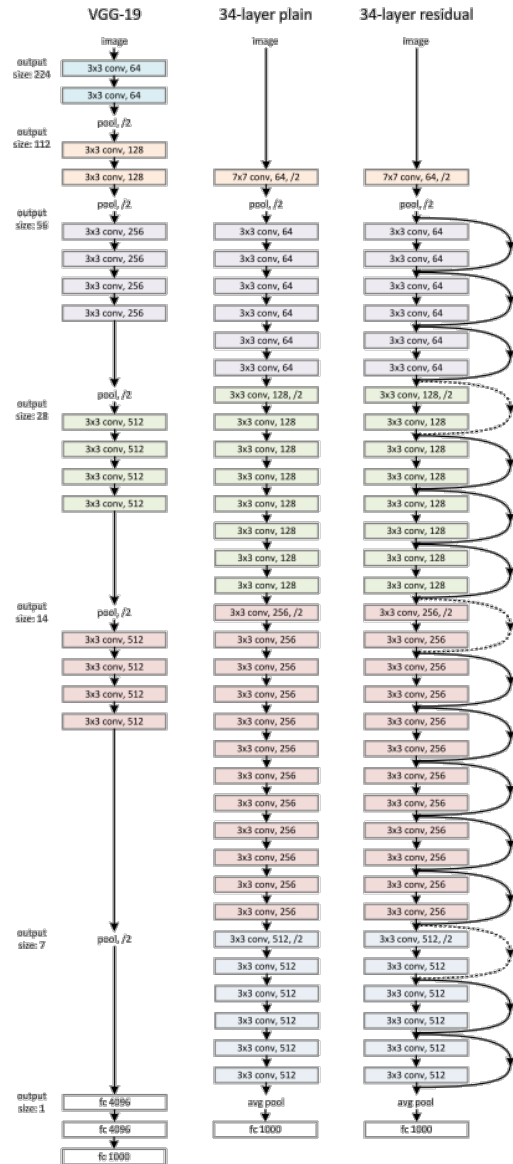 output
size: 224
output
size: 112
output
size: 56
output
size: 28
output
size: 14
output
size: 7
output
size: 1
VGG-19
image
3x3 conv, 64
3x3 conv, 64
pool, /2
3x3 conv, 128
3x3 conv, 128
pool, /2
3x3 conv, 256
3x3 conv, 256
3x3 conv, 256
3x3 conv, 256
pool, /2
3x3 conv, 512
3x3 conv, 512
3x3 conv, 512
3x3 conv, 512
pool, /2
3x3 conv, 512
3x3 conv, 512
3x3 conv, 512
3x3 conv, 512
pool, /2
fc 4096
fc 4096
fc 1000
34-layer plain
image
7x7 conv, 64, /2
pool, /2
3x3 conv, 64
3x3 conv, 64
3x3 conv, 64
3x3 conv, 64
3x3 conv, 64
3x3 conv, 64
3x3 conv, 128, /2
3x3 conv, 128
3x3 conv, 128
3x3 conv, 128
3x3 conv, 128
3x3 conv, 128
3x3 conv, 128
3x3 conv, 128
3x3 conv, 256, /2
3x3 conv, 256
3x3 conv, 256
3x3 conv, 256
3x3 conv, 256
3x3 conv, 256
3x3 conv, 256
3x3 conv, 256
3x3 conv, 256
3x3 conv, 256
3x3 conv, 256
3x3 conv, 256
3x3 conv, 512, /2
3x3 conv, 512
3x3 conv, 512
3x3 conv, 512
3x3 conv, 512
3x3 conv, 512
avg pool
fc 1000
34-layer residual
image
7x7 conv, 64, /2
pool, /2
3x3 conv, 64
3x3 conv, 64
3x3 conv, 64
3x3 conv, 64
3x3 conv, 64
3x3 conv, 64
3x3 conv, 128, /2
3x3 conv, 128
3x3 conv, 128
3x3 conv, 128
3x3 conv, 128
3x3 conv, 128
3x3 conv, 128
3x3 conv, 128
3x3 conv, 256, /2
3x3 conv, 256
3x3 conv, 256
3x3 conv, 256
3x3 conv, 256
3x3 conv, 256
3x3 conv, 256
3x3 conv, 256
3x3 conv, 256
3x3 conv, 256
3x3 conv, 256
3x3 conv, 256
3x3 conv, 512, /2
3x3 conv, 512
3x3 conv, 512
3x3 conv, 512
3x3 conv, 512
3x3 conv, 512
avg pool
fc 1000